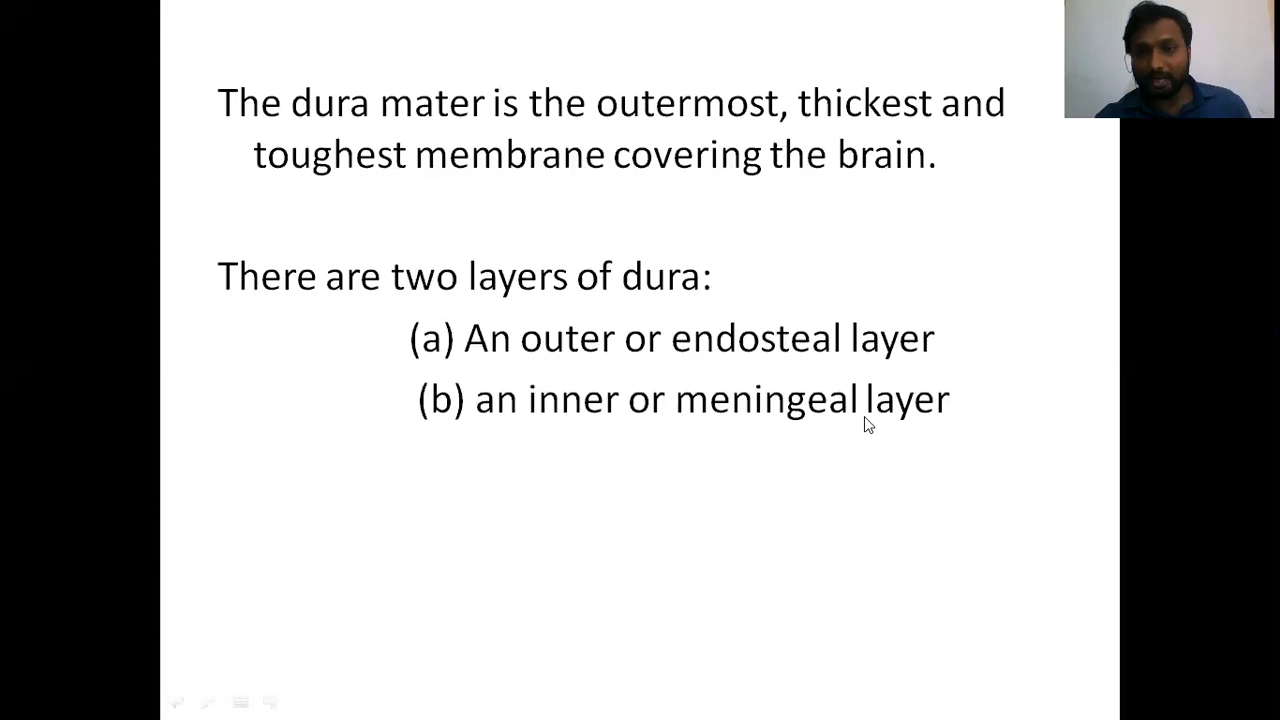 The dura mater is the outermost, thickest and
toughest membrane covering the brain.
There are two layers of dura:
(a) An outer or endosteal layer
(b) an inner or meningeal layer